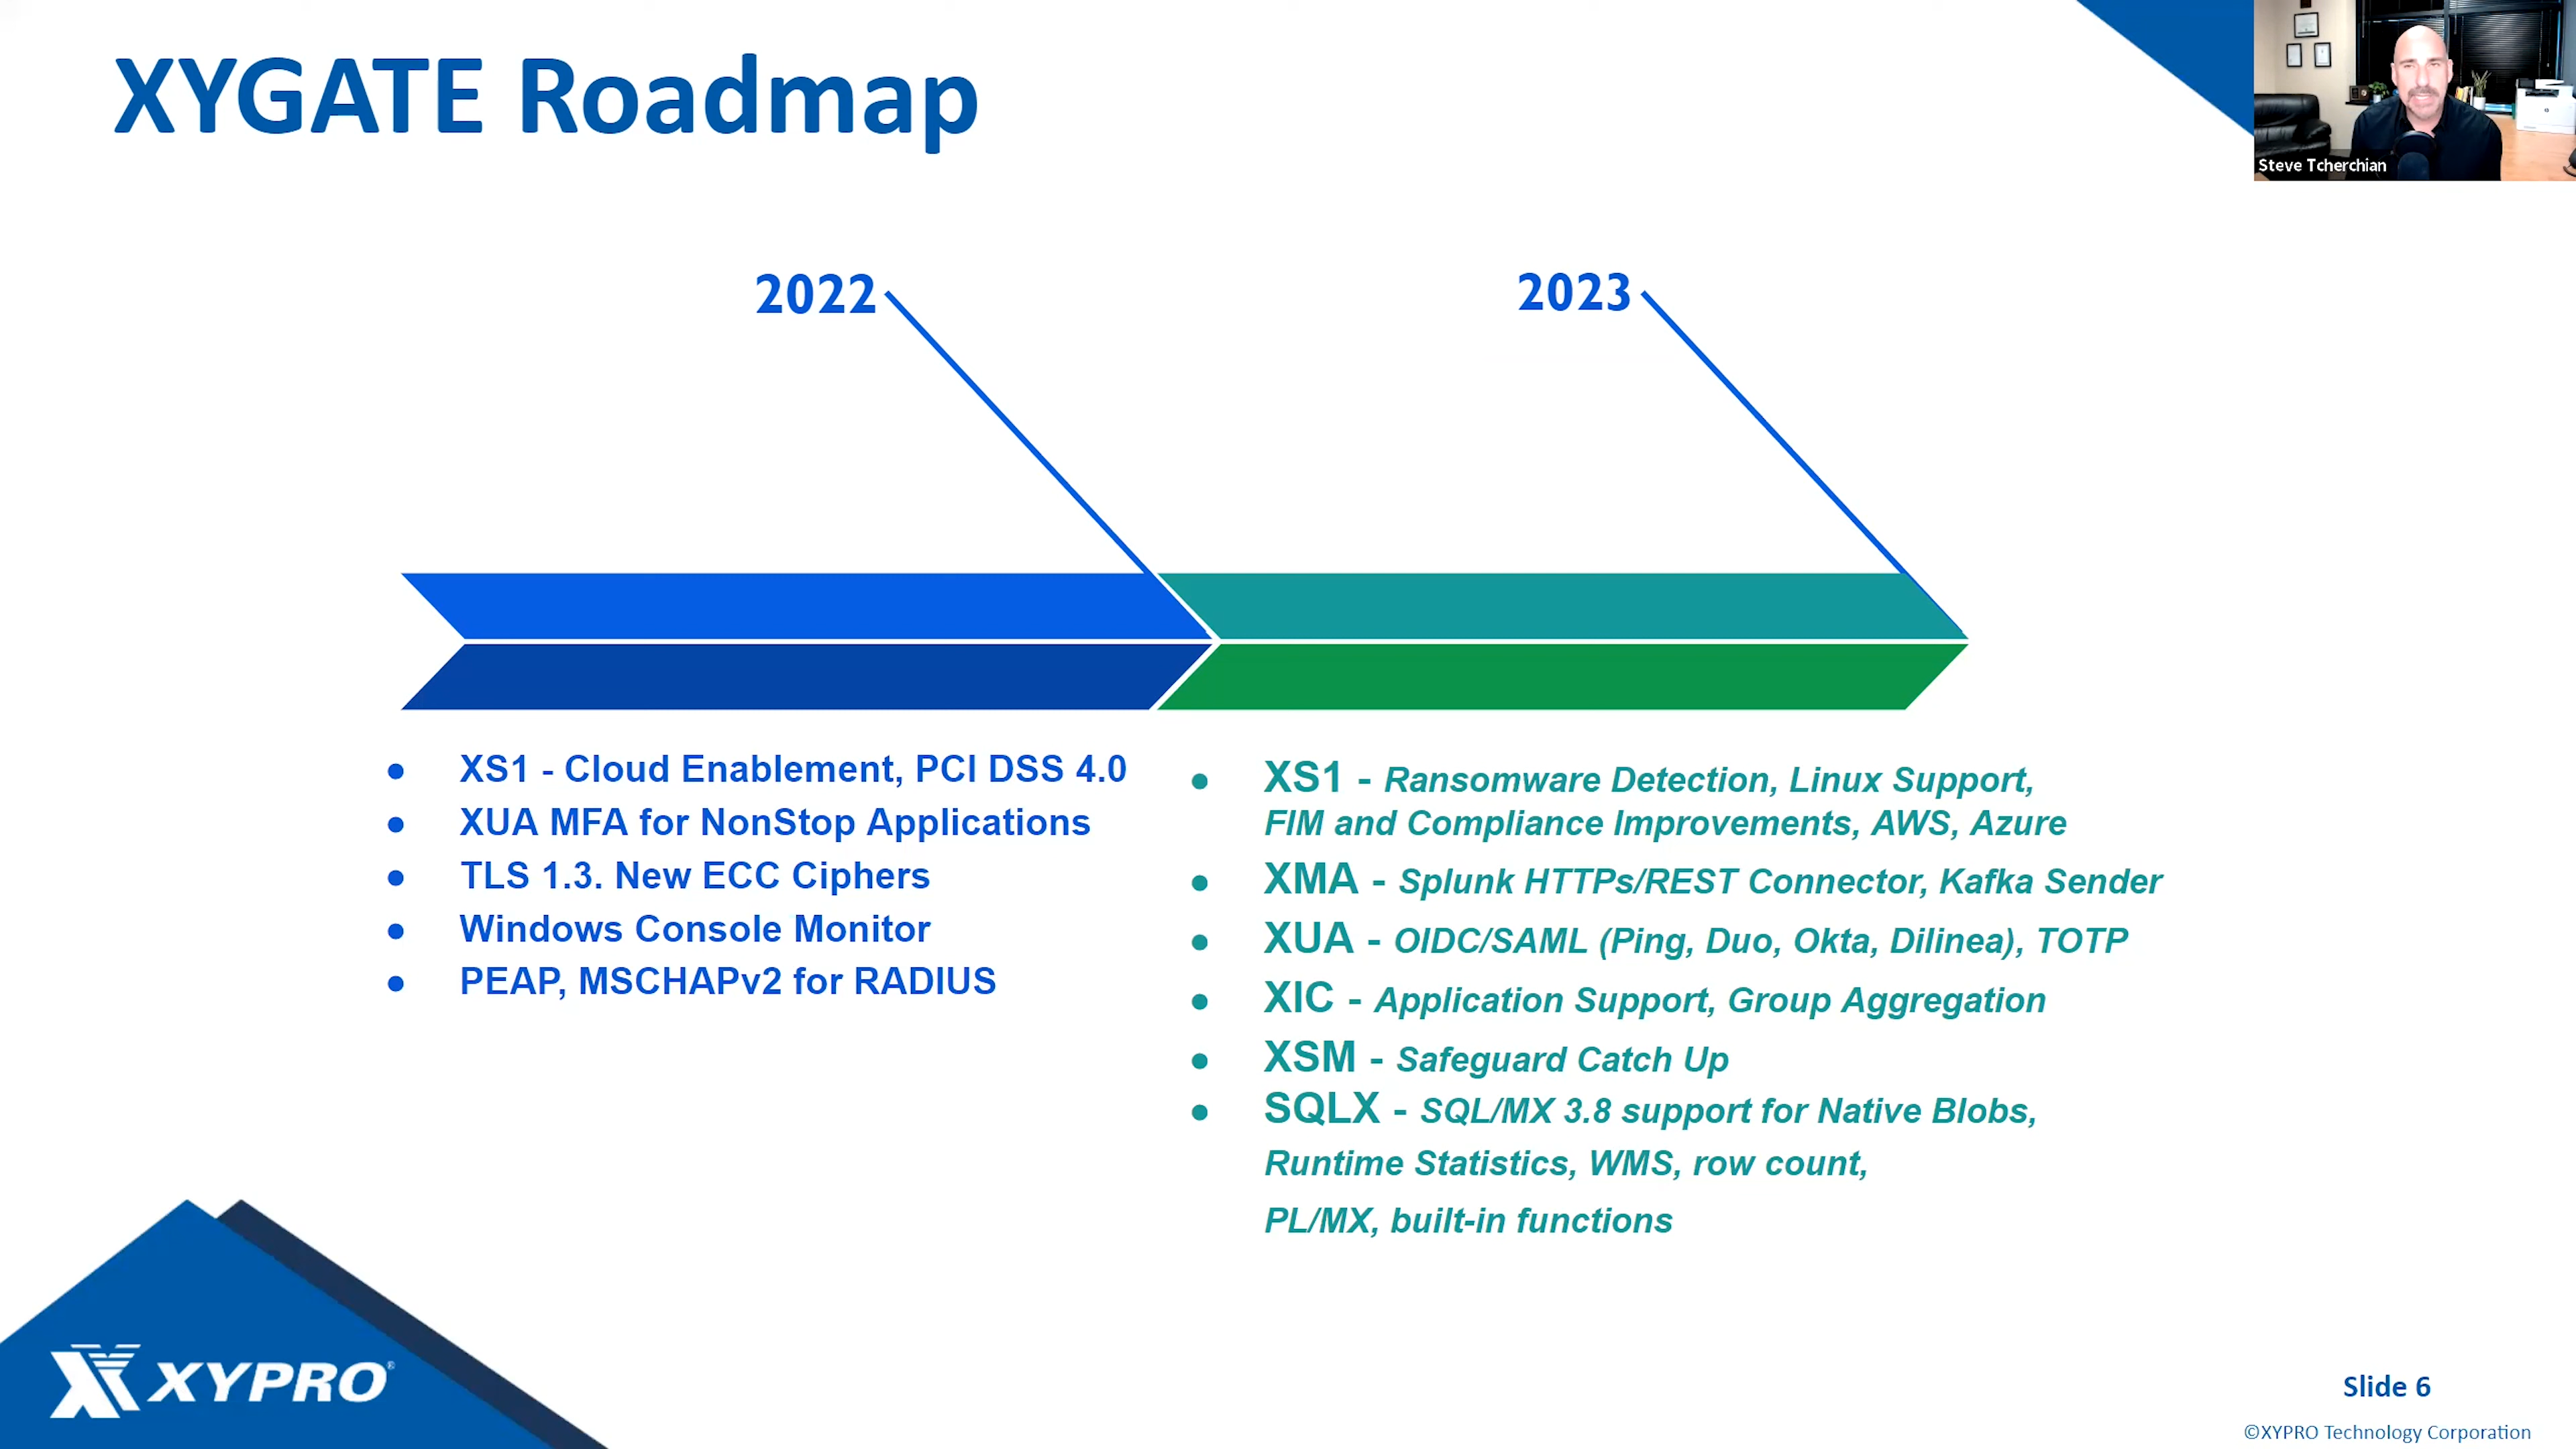 XYGATE Roadmap
Steve Tcherchian
2022
2023
● XS1 - Cloud Enablement, PCI DSS 4.0
● XUA MFA for NonStop Applications
● TLS 1.3. New ECC Ciphers
● Windows Console Monitor
● PEAP, MSCHAPv2 for RADIUS
● XS1 - Ransomware Detection, Linux Support,
FIM and Compliance Improvements, AWS, Azure
● XMA - Splunk HTTPs/REST Connector, Kafka Sender
● XUA - OIDC/SAML (Ping, Duo, Okta, Dilinea), TOTP
● XIC - Application Support, Group Aggregation
● XSM - Safeguard Catch Up
● SQLX - SQL/MX 3.8 support for Native Blobs,
Runtime Statistics, WMS, row count,
PL/MX, built-in functions
XYPRO®
Slide 6
©XYPRO Technology Corporation